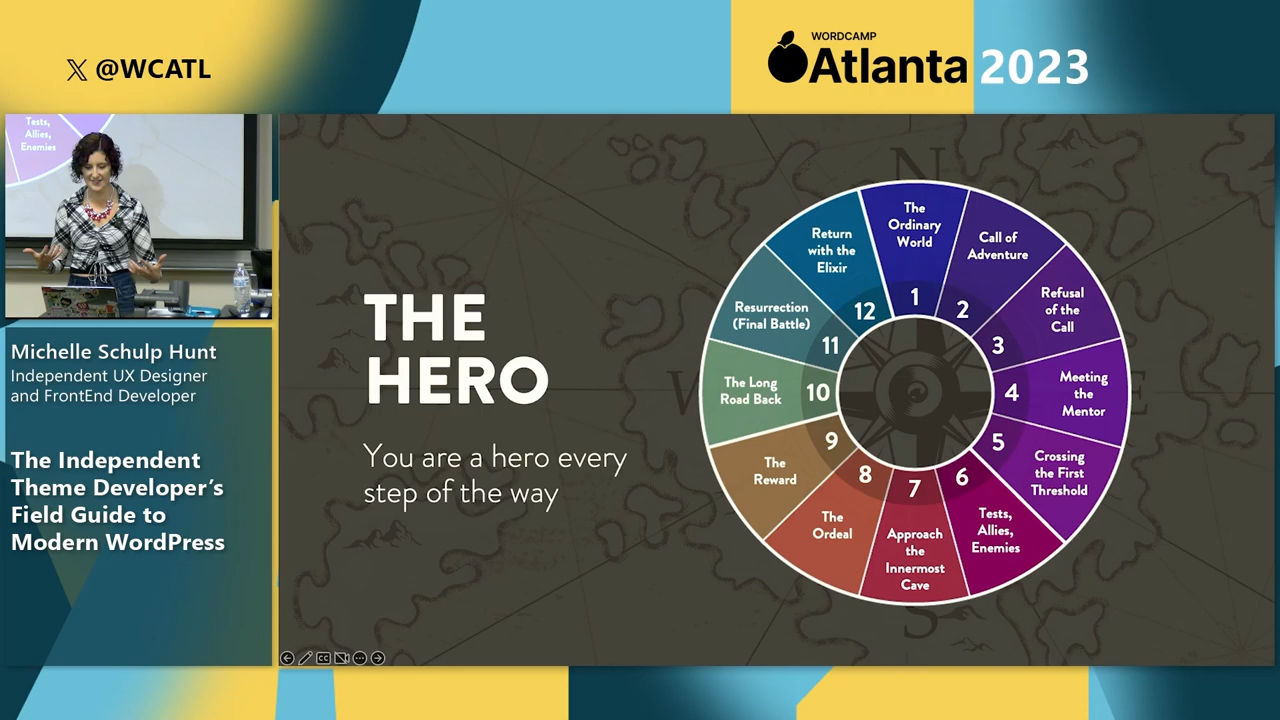 @WCATL
WORDCAMP
Atlanta 2023
Tests,
Allies,
Enemies
Michelle Schulp Hunt
Independent UX Designer
and FrontEnd Developer
The Independent
Theme Developer’s
Field Guide to
Modern WordPress
THE
HERO
You are a hero every
step of the way
The
Ordinary
World
1
Call of
Adventure
2
Refusal
of the
Call
3
Meeting
the
Mentor
4
Crossing
the First
Threshold
5
Tests,
Allies,
Enemies
6
Approach
the
Innermost
Cave
7
The
Ordeal
8
The
Reward
9
The Long
Road Back
10
Resurrection
(Final Battle)
11
Return
with the
Elixir
12
N
W
E
S
CC